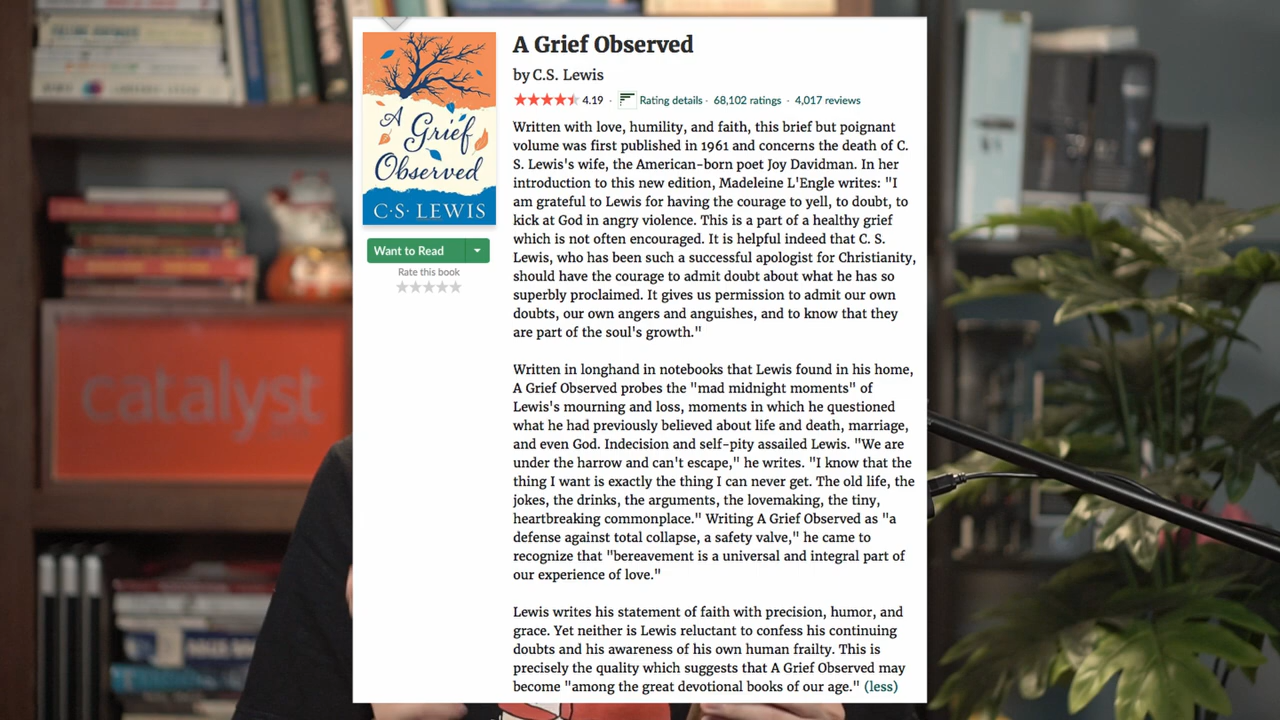 A Grief Observed
by C.S. Lewis
4.19 · Rating details · 68,102 ratings · 4,017 reviews
Written with love, humility, and faith, this brief but poignant
volume was first published in 1961 and concerns the death of C.
S. Lewis's wife, the American-born poet Joy Davidman. In her
introduction to this new edition, Madeleine L'Engle writes: "I
am grateful to Lewis for having the courage to yell, to doubt, to
kick at God in angry violence. This is a part of a healthy grief
which is not often encouraged. It is helpful indeed that C. S.
Lewis, who has been such a successful apologist for Christianity,
should have the courage to admit doubt about what he has so
superbly proclaimed. It gives us permission to admit our own
doubts, our own angers and anguishes, and to know that they
are part of the soul's growth."
Written in longhand in notebooks that Lewis found in his home,
A Grief Observed probes the "mad midnight moments" of
Lewis's mourning and loss, moments in which he questioned
what he had previously believed about life and death, marriage,
and even God. Indecision and self-pity assailed Lewis. "We are
under the harrow and can't escape," he writes. "I know that the
thing I want is exactly the thing I can never get. The old life, the
jokes, the drinks, the arguments, the lovemaking, the tiny,
heartbreaking commonplace." Writing A Grief Observed as "a
defense against total collapse, a safety valve," he came to
recognize that "bereavement is a universal and integral part of
our experience of love."
Lewis writes his statement of faith with precision, humor, and
grace. Yet neither is Lewis reluctant to confess his continuing
doubts and his awareness of his own human frailty. This is
precisely the quality which suggests that A Grief Observed may
become "among the great devotional books of our age." (less)
A Grief
Observed
C·S· LEWIS
Want to Read
Rate this book
catalyst